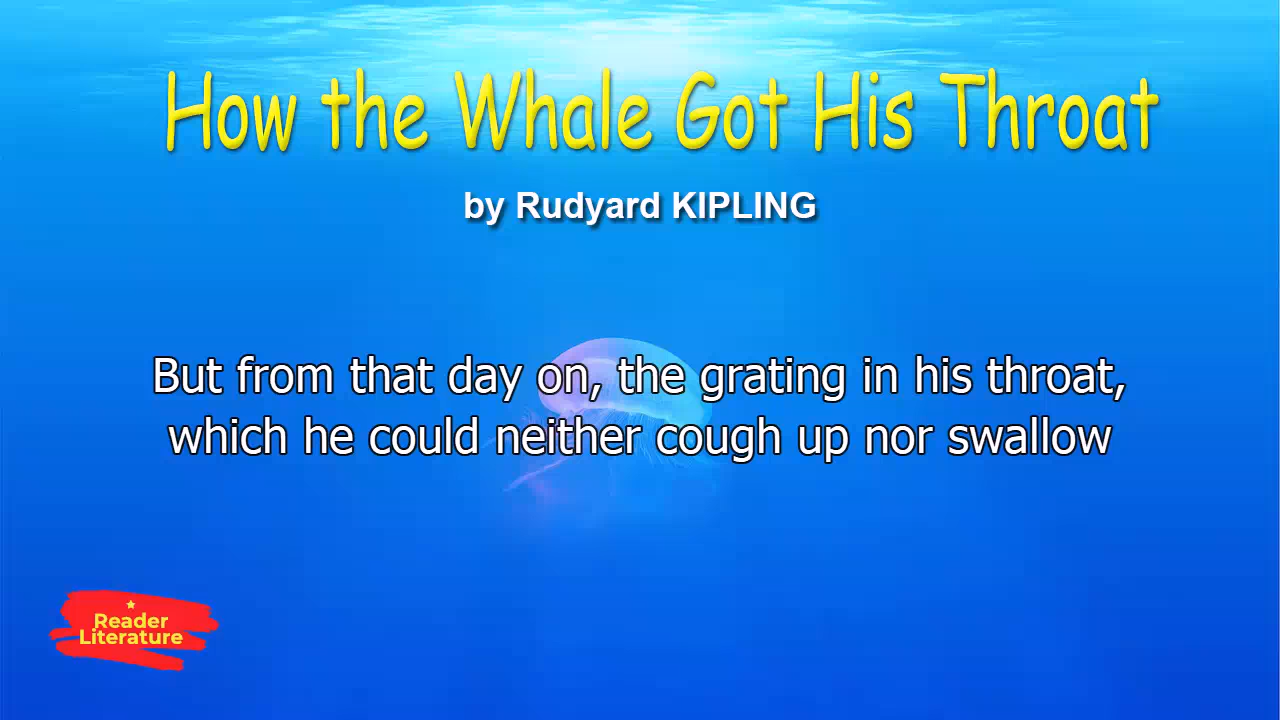 How the Whale Got His Throat
by Rudyard KIPLING
But from that day on, the grating in his throat,
which he could neither cough up nor swallow
Reader
Literature